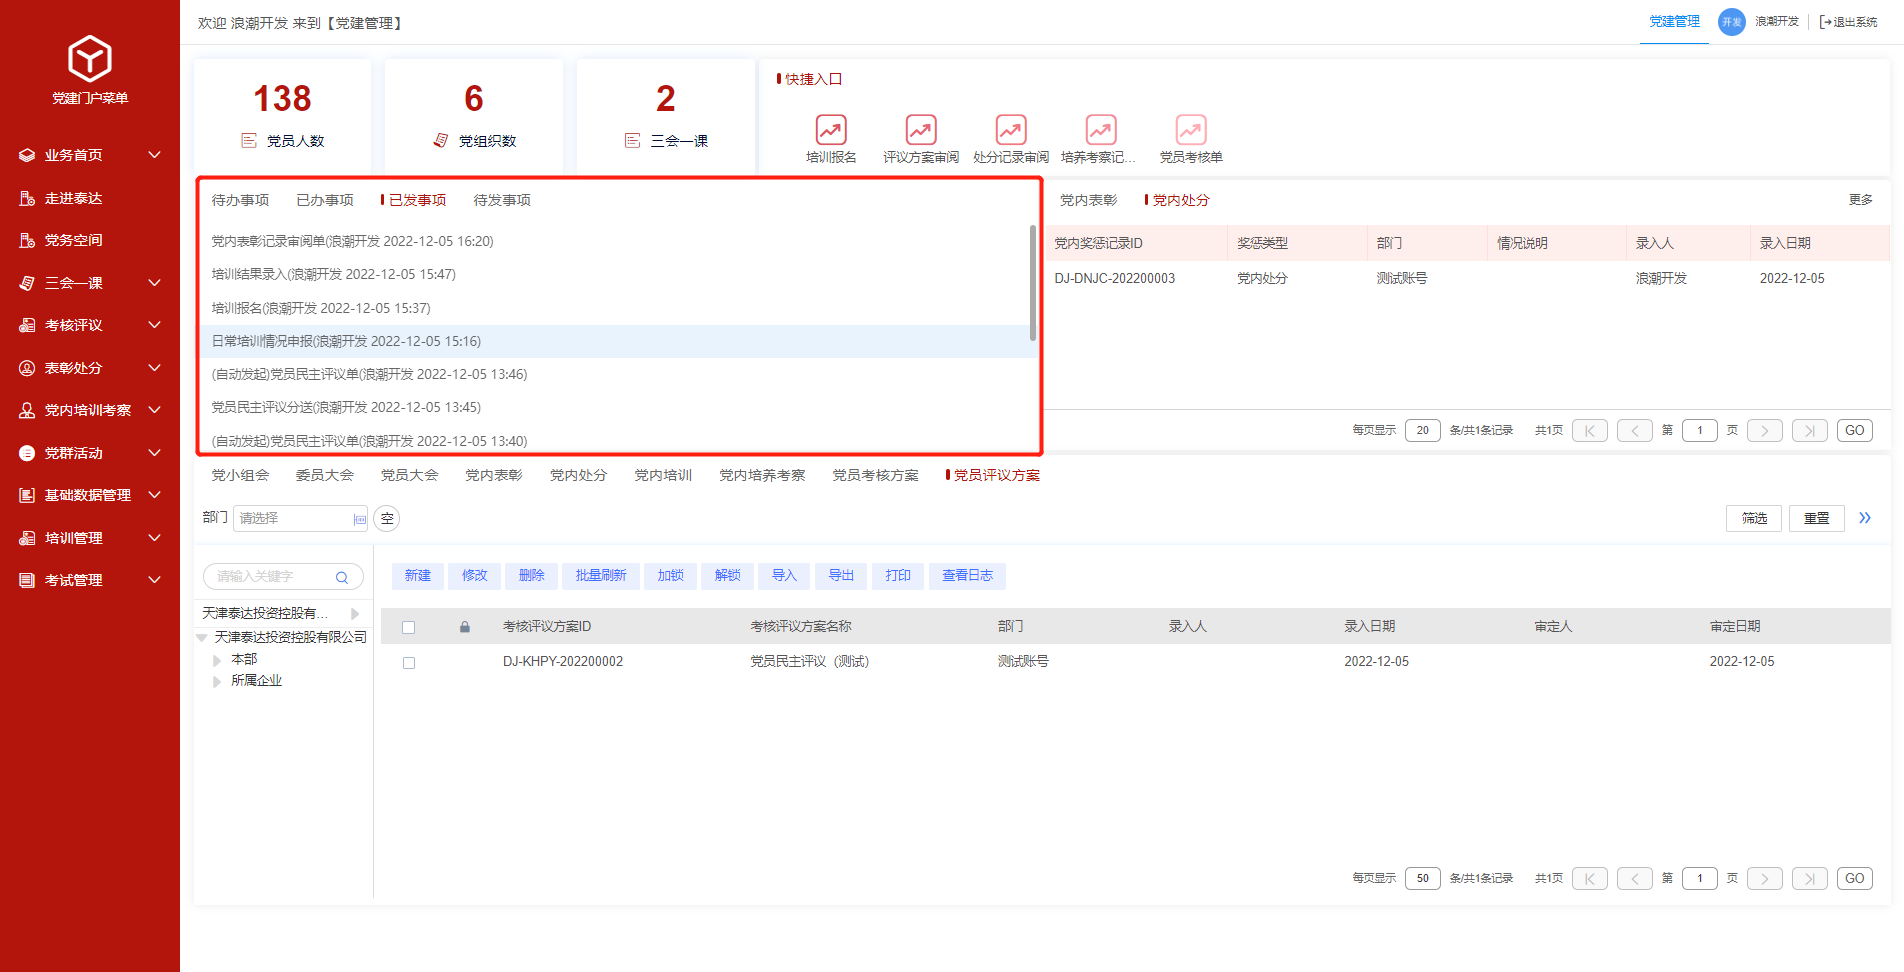 欢迎 浪潮开发 来到【党建管理】
党建管理
开发
浪潮开发
退出系统
党建门户菜单
业务首页
走进泰达
党务空间
三会一课
考核评议
表彰处分
党内培训考察
党群活动
基础数据管理
培训管理
考试管理
138
党员人数
6
党组织数
2
三会一课
快捷入口
培训报名
评议方案审阅
处分记录审阅
培养考察记...
党员考核单
待办事项 已办事项 已发事项 待发事项
党内表彰记录审阅单(浪潮开发 2022-12-05 16:20)
培训结果录入(浪潮开发 2022-12-05 15:47)
培训报名(浪潮开发 2022-12-05 15:37)
日常培训情况申报(浪潮开发 2022-12-05 15:16)
(自动发起)党员民主评议单(浪潮开发 2022-12-05 13:46)
党员民主评议分送(浪潮开发 2022-12-05 13:45)
(自动发起)党员民主评议单(浪潮开发 2022-12-05 13:40)
党内表彰 党内处分 更多
党内奖惩记录ID 奖惩类型 部门 情况说明 录入人 录入日期
DJ-DNJC-202200003 党内处分 测试账号 浪潮开发 2022-12-05
每页显示 20 条/共1条记录 共1页 第 1 页 GO
党小组会 委员大会 党员大会 党内表彰 党内处分 党内培训 党内培养考察 党员考核方案 党员评议方案
部门 请选择 空 筛选 重置
请输入关键字
天津泰达投资控股有...
天津泰达投资控股有限公司
本部
所属企业
新建 修改 删除 批量刷新 加锁 解锁 导入 导出 打印 查看日志
考核评议方案ID 考核评议方案名称 部门 录入人 录入日期 审定人 审定日期
DJ-KHPY-202200002 党员民主评议（测试） 测试账号 2022-12-05 2022-12-05
每页显示 50 条/共1条记录 共1页 第 1 页 GO